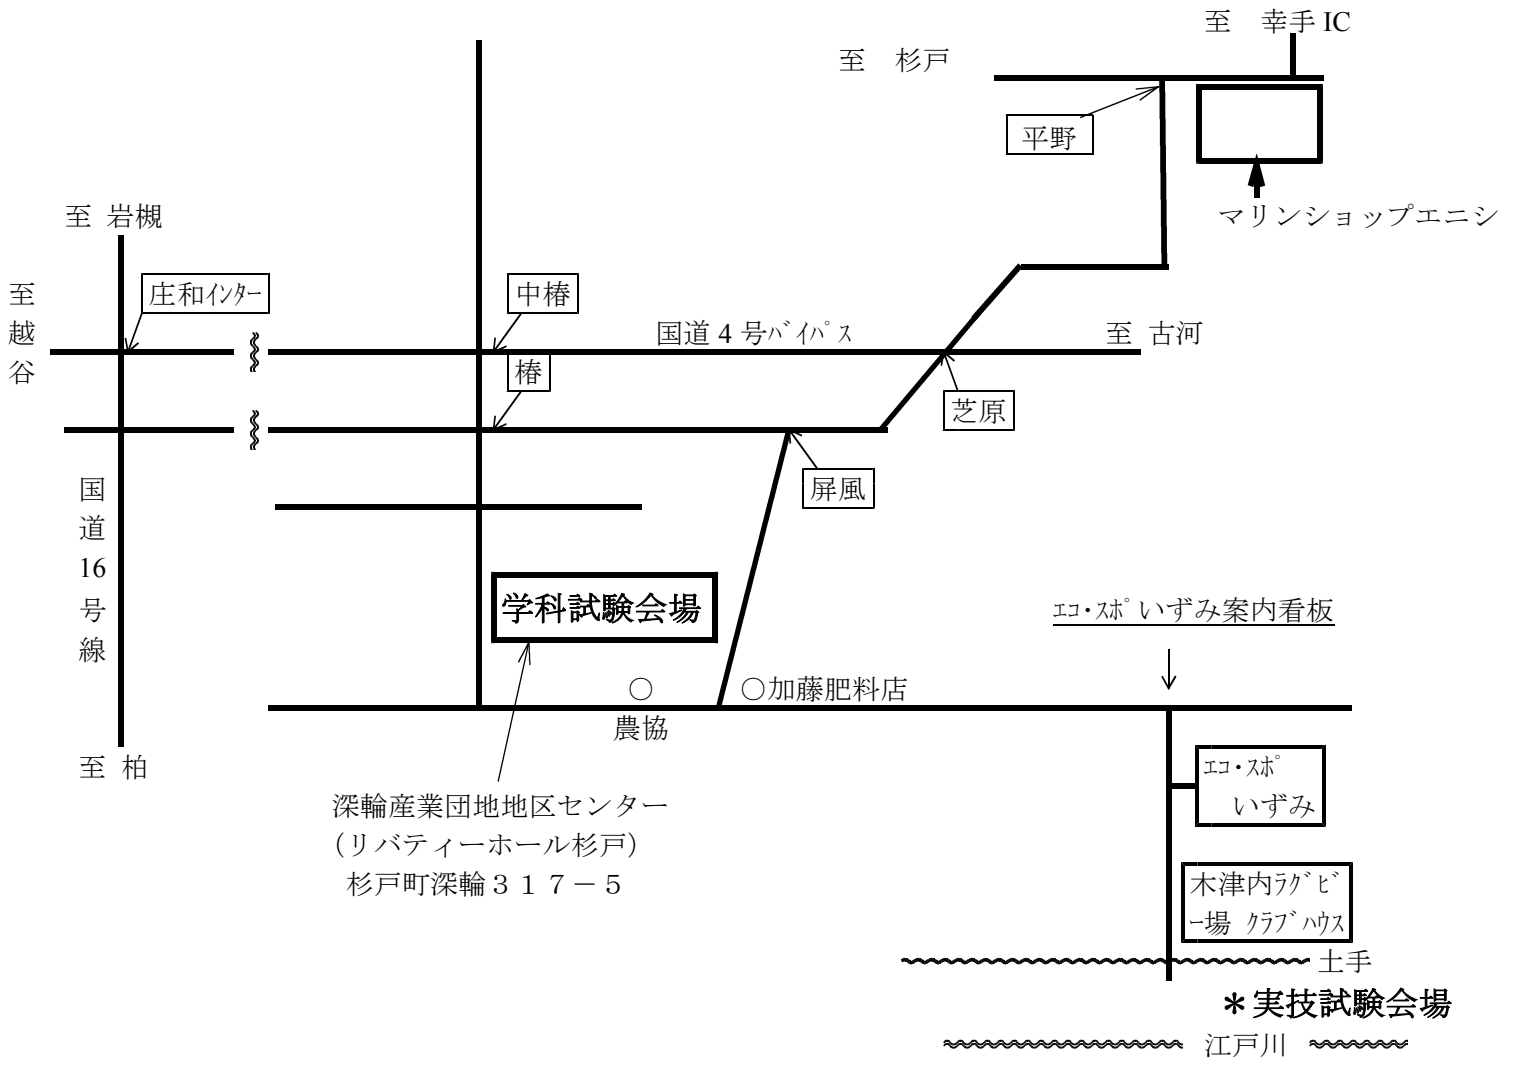 至　幸手 IC
至　杉戸
平野
マリンショップエニシ
至 岩槻
至越谷
庄和ｲﾝﾀｰ
中椿
国道 4 号ﾊﾞｲﾊﾟｽ
至 古河
椿
芝原
屏風
国道16号線
学科試験会場
ｴｺ・ｽﾎﾟいずみ案内看板
○
○加藤肥料店
農協
至 柏
深輪産業団地地区センター
（リバティーホール杉戸）
杉戸町深輪３１７－５
ｴｺ・ｽﾎﾟ
いずみ
木津内ﾗｸﾞﾋﾞ
ｰ場 ｸﾗﾌﾞﾊｳｽ
土手
＊実技試験会場
江戸川